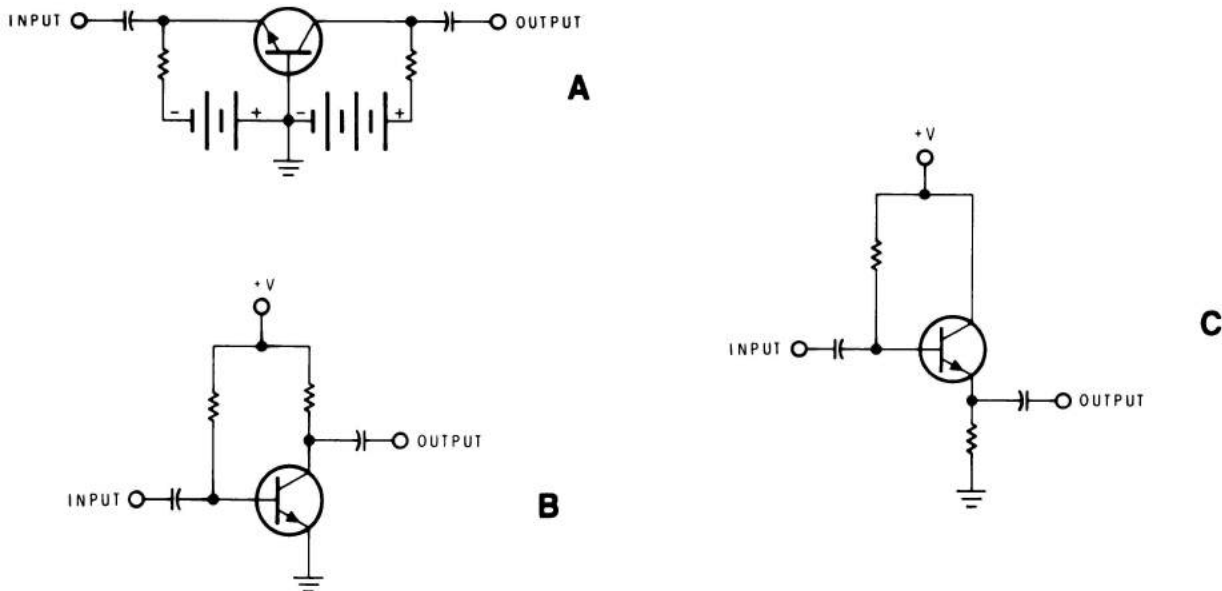 INPUT
OUTPUT
- + - +
A
+V
INPUT
OUTPUT
C
+V
OUTPUT
INPUT
B